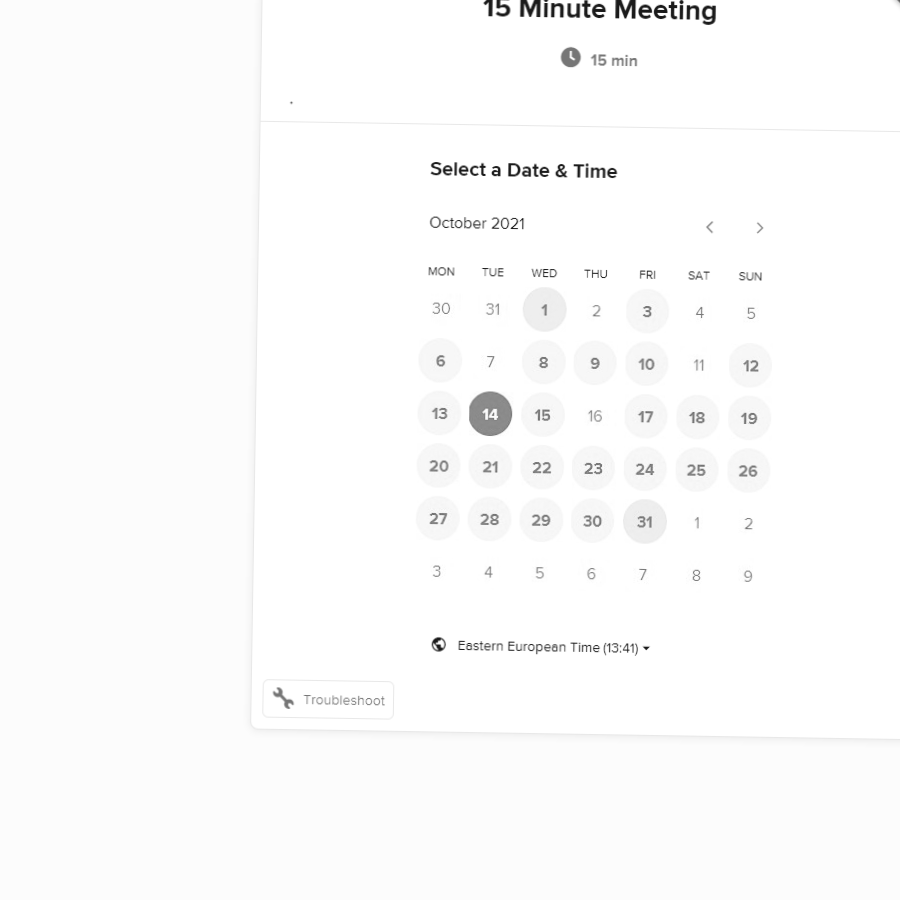 15 Minute Meeting
15 min
.
Select a Date & Time
October 2021
MON TUE WED THU FRI SAT SUN
30 31 1 2 3 4 5
6 7 8 9 10 11 12
13 14 15 16 17 18 19
20 21 22 23 24 25 26
27 28 29 30 31 1 2
3 4 5 6 7 8 9
Eastern European Time (13:41)
Troubleshoot